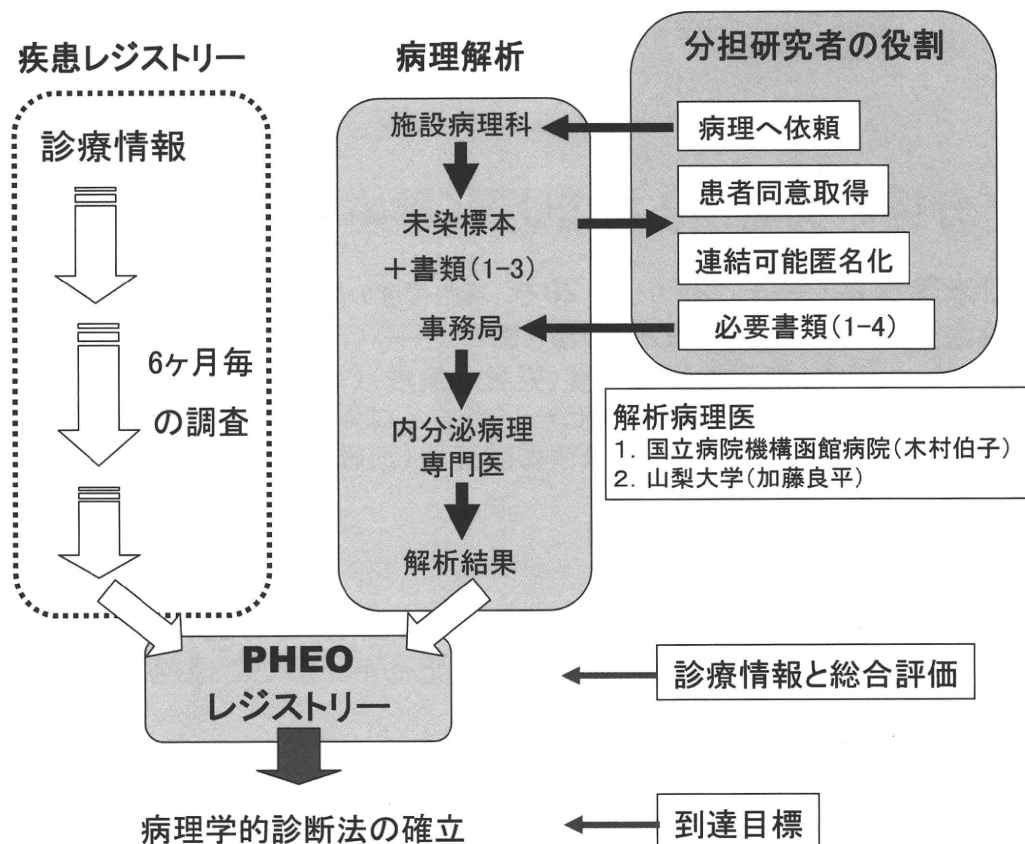 疾患レジストリー
診療情報
6ヶ月毎
の調査
病理解析
施設病理科
未染標本
＋書類(1-3)
事務局
内分泌病理
専門医
解析結果
分担研究者の役割
病理へ依頼
患者同意取得
連結可能匿名化
必要書類(1-4)
解析病理医
1. 国立病院機構函館病院(木村伯子)
2. 山梨大学(加藤良平)
PHEO
レジストリー
診療情報と総合評価
病理学的診断法の確立
到達目標